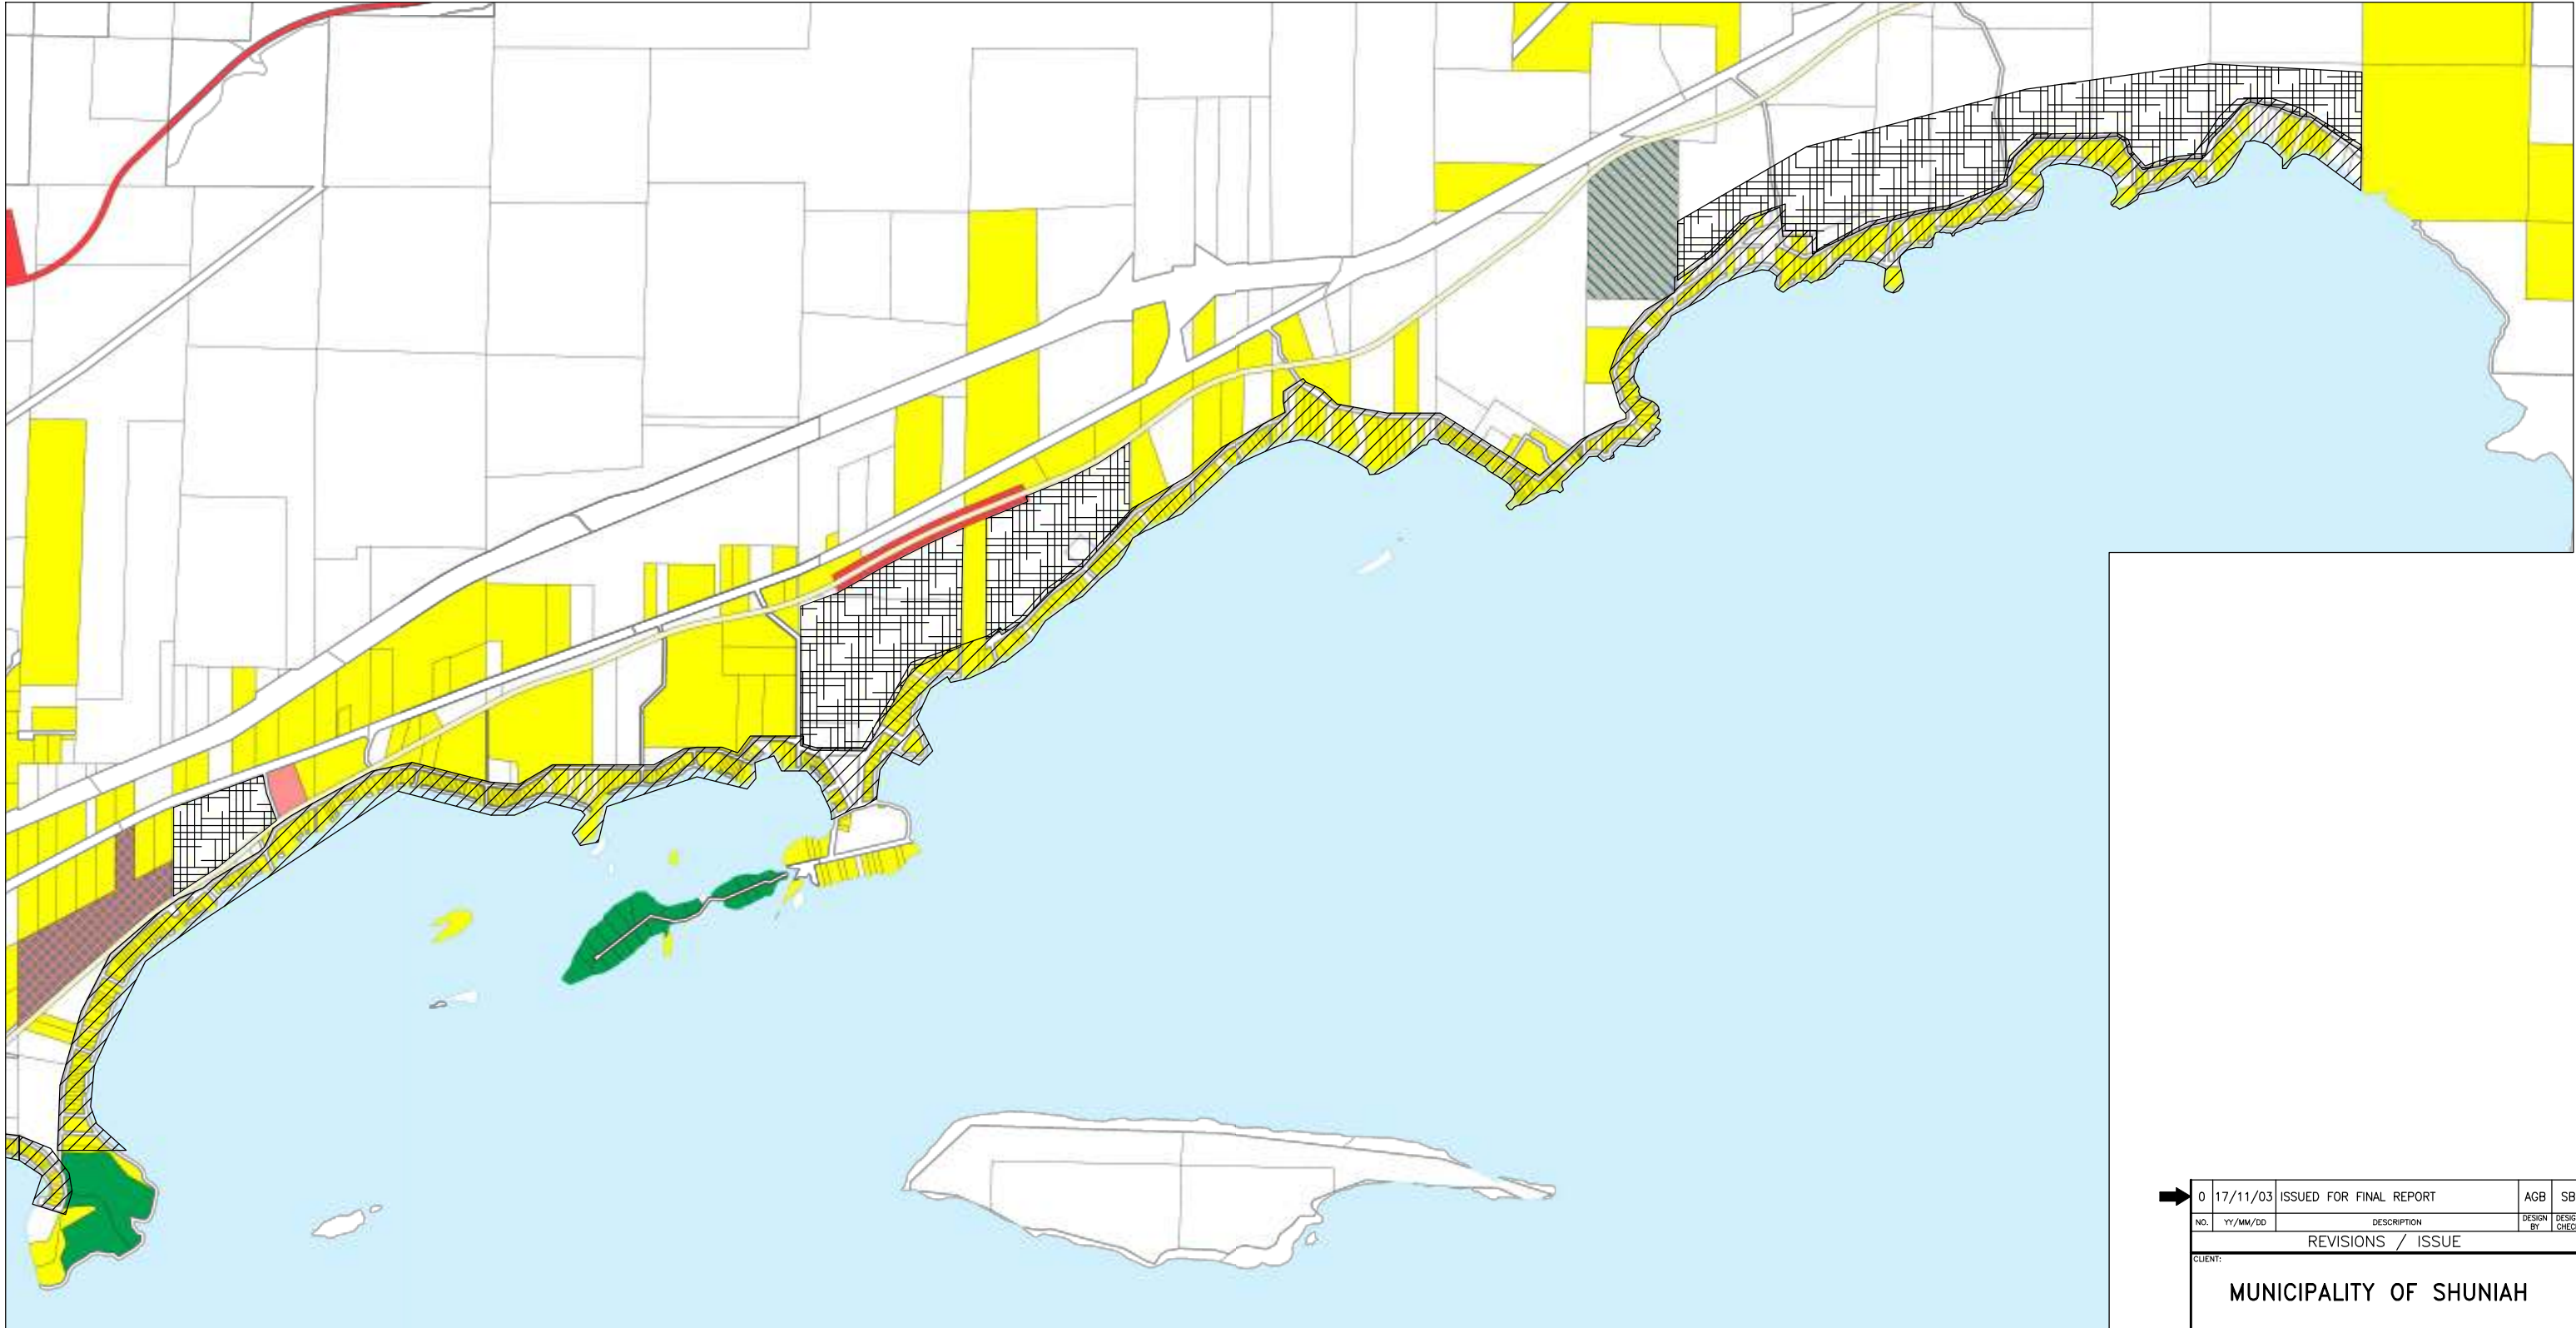 0 17/11/03 ISSUED FOR FINAL REPORT AGB SB
NO. YY/MM/DD DESCRIPTION DESIGN BY
REVISIONS / ISSUE
CLIENT:
MUNICIPALITY OF SHUNIAH